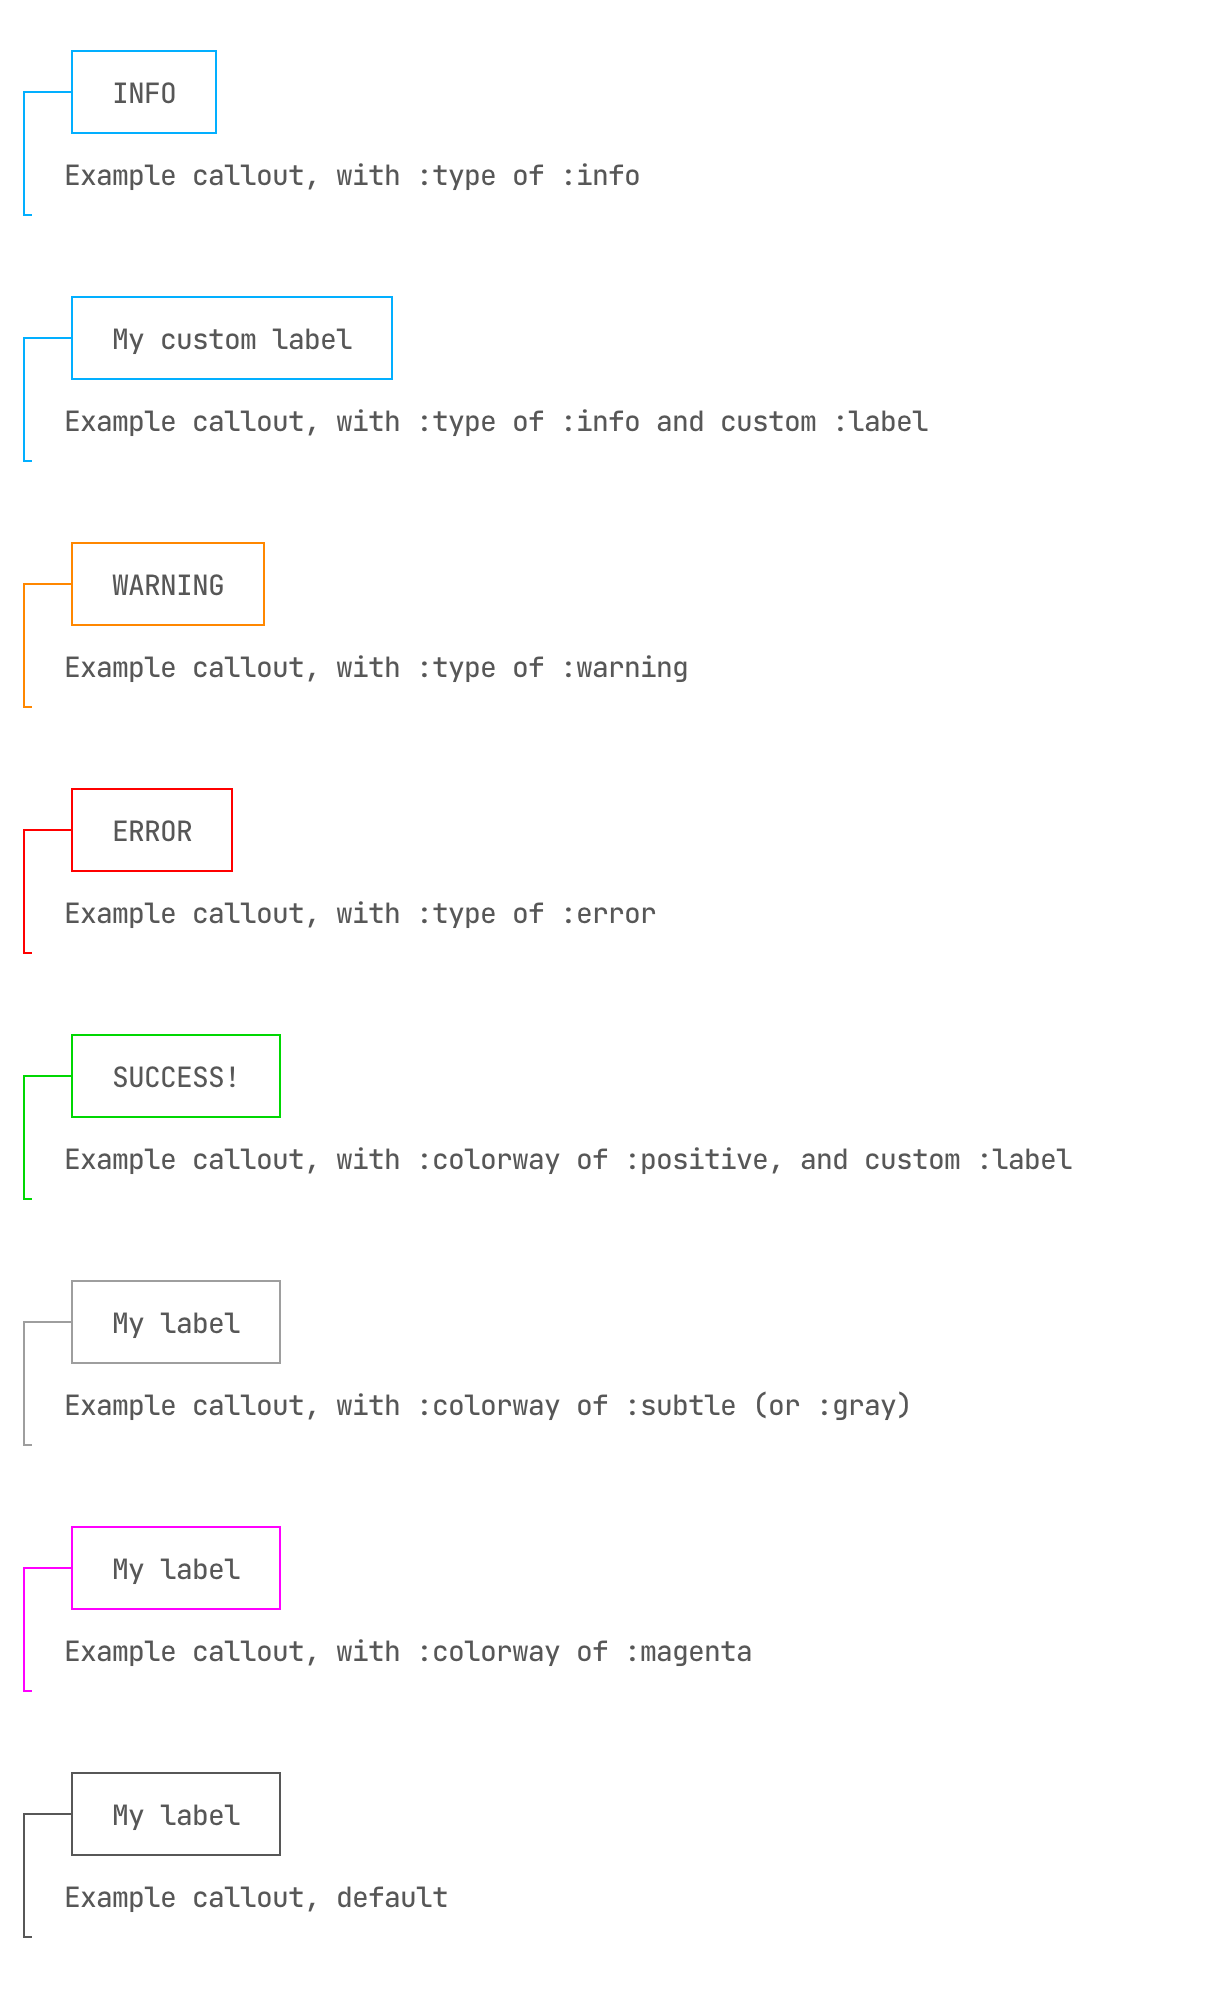 INFO
Example callout, with :type of :info
My custom label
Example callout, with :type of :info and custom :label
WARNING
Example callout, with :type of :warning
ERROR
Example callout, with :type of :error
SUCCESS!
Example callout, with :colorway of :positive, and custom :label
My label
Example callout, with :colorway of :subtle (or :gray)
My label
Example callout, with :colorway of :magenta
My label
Example callout, default